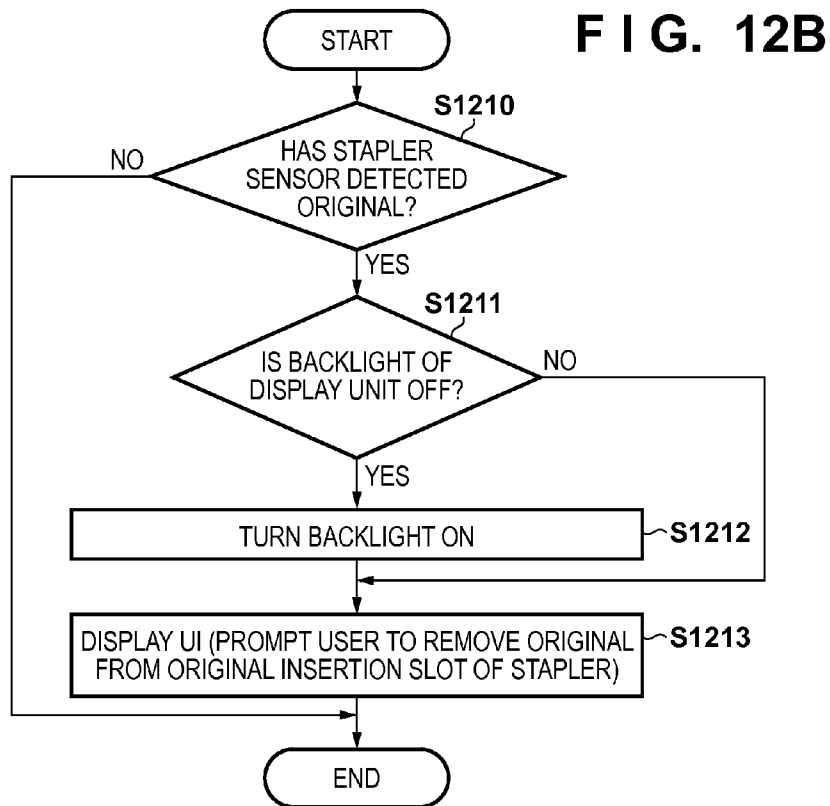 F I G. 12B
START
S1210
HAS STAPLER
SENSOR DETECTED
ORIGINAL?
NO
YES
S1211
IS BACKLIGHT OF
DISPLAY UNIT OFF?
NO
YES
TURN BACKLIGHT ON
S1212
DISPLAY UI (PROMPT USER TO REMOVE ORIGINAL
FROM ORIGINAL INSERTION SLOT OF STAPLER)
S1213
END